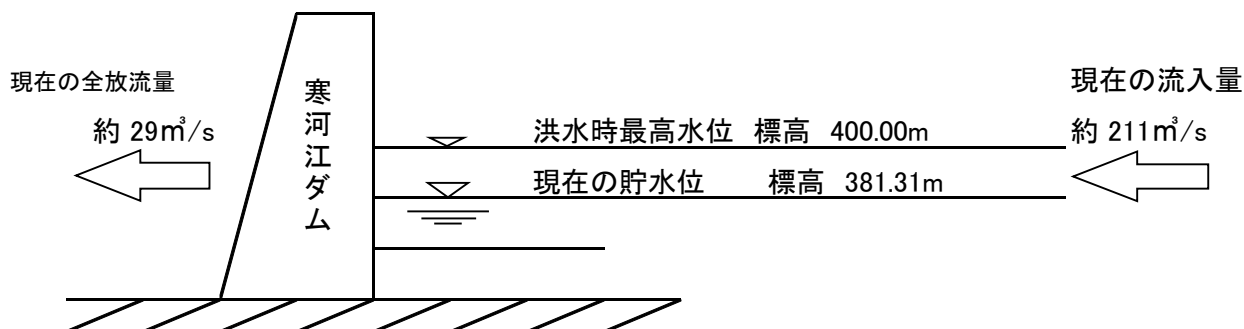 現在の全放流量
約 29㎥/s
寒河江ダム
洪水時最高水位 標高 400.00m
現在の貯水位 標高 381.31m
現在の流入量
約 211㎥/s